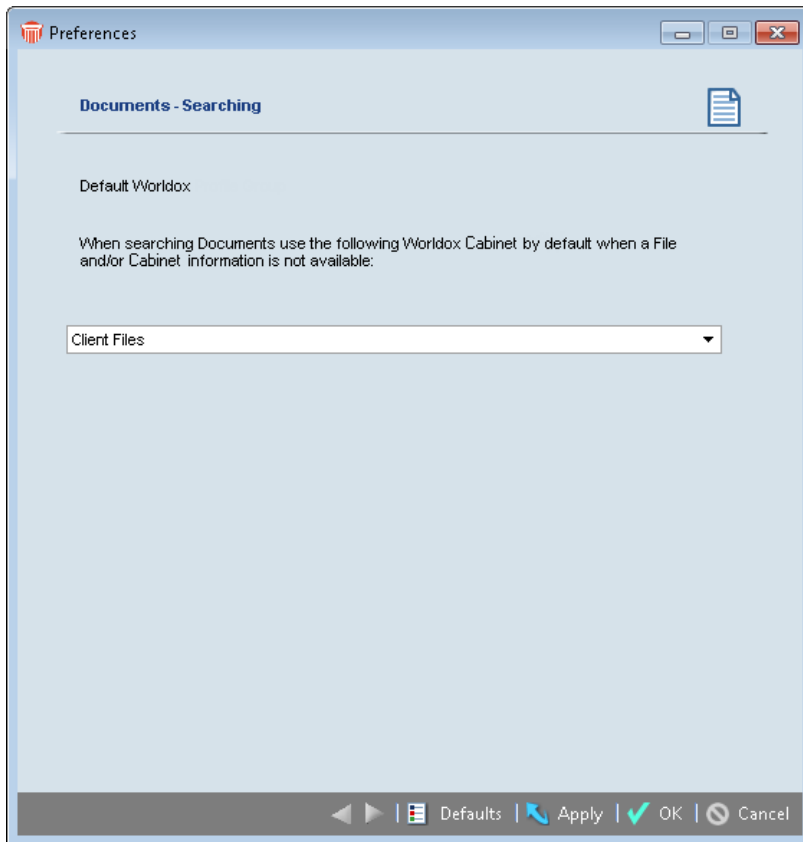 Preferences
Documents - Searching
Default Worldox
When searching Documents use the following Worldox Cabinet by default when a File
and/or Cabinet information is not available:
Client Files
Defaults | Apply | OK | Cancel